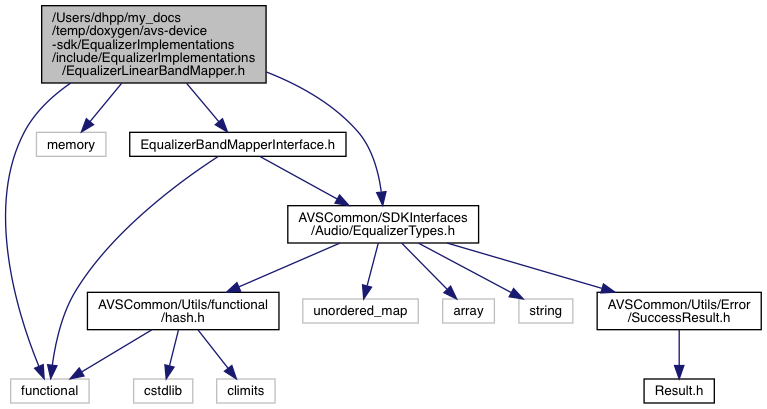 /Users/dhpp/my_docs
/temp/doxygen/avs-device
-sdk/EqualizerImplementations
/include/EqualizerImplementations
/EqualizerLinearBandMapper.h
memory
EqualizerBandMapperInterface.h
AVSCommon/SDKInterfaces
/Audio/EqualizerTypes.h
AVSCommon/Utils/functional
/hash.h
unordered_map
array
string
AVSCommon/Utils/Error
/SuccessResult.h
functional
cstdlib
climits
Result.h